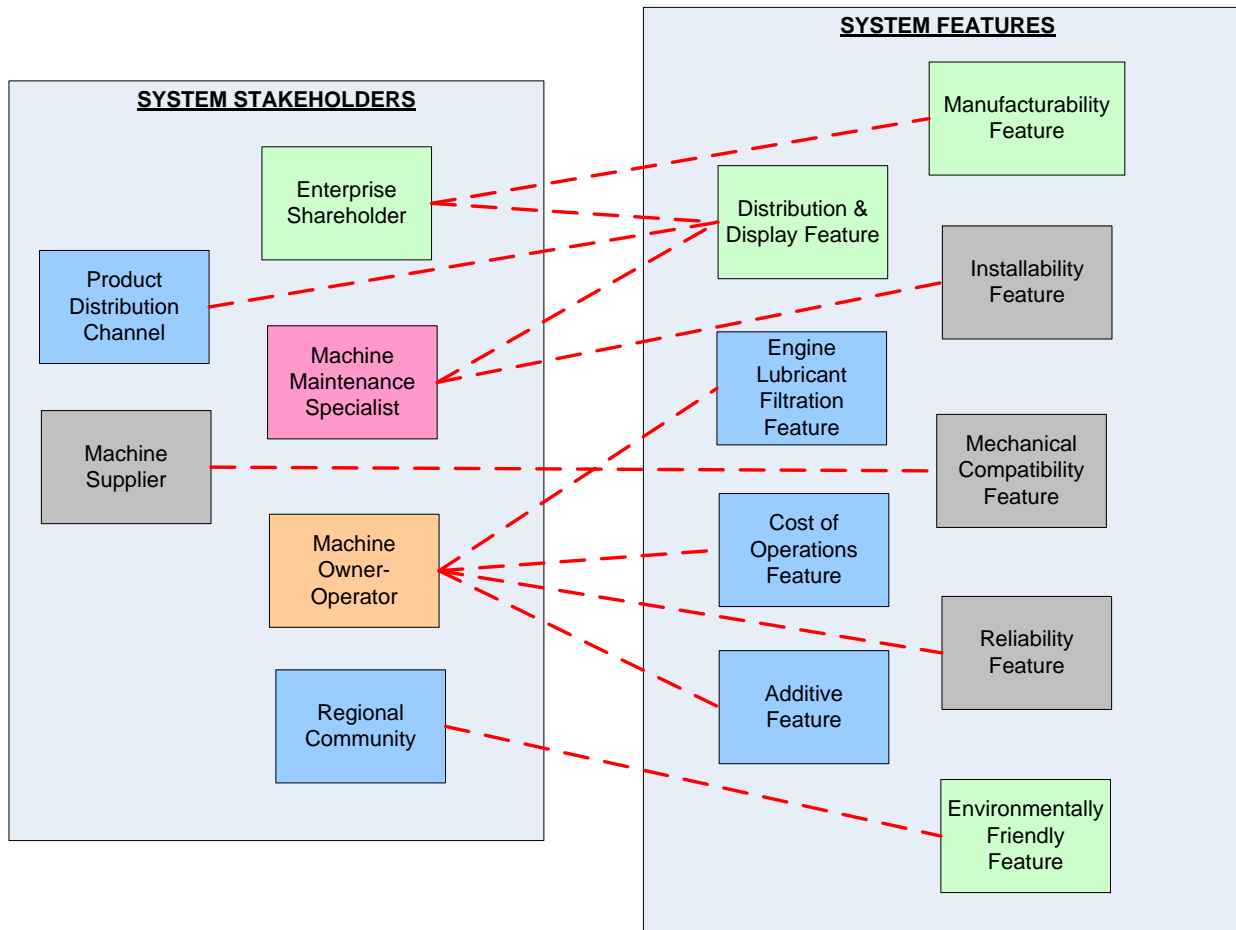 SYSTEM STAKEHOLDERS
Enterprise
Shareholder
Product
Distribution
Channel
Machine
Maintenance
Specialist
Machine
Supplier
Machine
Owner-
Operator
Regional
Community
SYSTEM FEATURES
Manufacturability
Feature
Distribution &
Display Feature
Installability
Feature
Engine
Lubricant
Filtration
Feature
Mechanical
Compatibility
Feature
Cost of
Operations
Feature
Reliability
Feature
Additive
Feature
Environmentally
Friendly
Feature